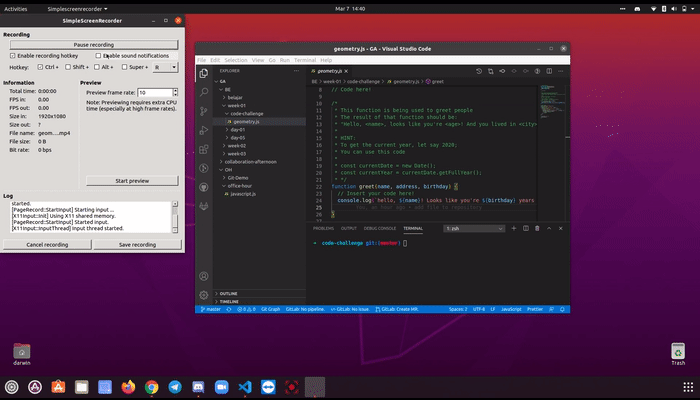 Activities
SimpleScreenRecorder
Mar 7 14:40
SimpleScreenRecorder
Recording
Pause recording
Enable recording hotkey
Enable sound notifications
Hotkey:
Ctrl +
Shift +
Alt +
Super +
R
Information
Total time: 0:00:00
FPS in: 0.00
FPS out: 0.00
Size in: 1920x1080
Size out: ?
File name: geom....mp4
File size: 0 B
Bit rate: 0 bps
Preview
Preview frame rate: 10
Note: Previewing requires extra CPU
time (especially at high frame rates).
Start preview
Log
started.
[PageRecord::StartInput] Starting input ...
[X11Input::Init] Using X11 shared memory.
[PageRecord::StartInput] Started input.
[X11Input::InputThread] Input thread started.
Cancel recording
Save recording
geometry.js - GA - Visual Studio Code
File Edit Selection View Go Run Terminal Help
EXPLORER
GA
BE
belajar
week-01
code-challenge
geometry.js
day-01
day-05
week-02
week-03
collaboration-afternoon
OH
Git-Demo
office-hour
javascript.js
OUTLINE
TIMELINE
geometry.js
BE > week-01 > code-challenge > geometry.js > greet
8 // Code here!
9
10 /*
11 * This function is being used to greet people
12 * The result of that function should be:
13 * 'Hello, <name>, looks like you're <age>! And you lived in <city>
14 *
15 * HINT:
16 * To get the current year, let say 2020;
17 * You can use this code
18 *
19 * const currentDate = new Date();
20 * const currentYear = currentDate.getFullYear();
21 * */
22 function greet(name, address, birthday) {
23 // Insert your code here!
24 console.log(`hello, ${name}! Looks like you're ${birthday} years
25
26 }
PROBLEMS
OUTPUT
DEBUG CONSOLE
TERMINAL
1: zsh
code-challenge git:(master)
master
0 0
Git Graph
GitLab: No pipeline.
GitLab: No issue.
GitLab: Create MR.
Spaces: 2
UTF-8
LF
JavaScript
Prettier
darwin
Trash